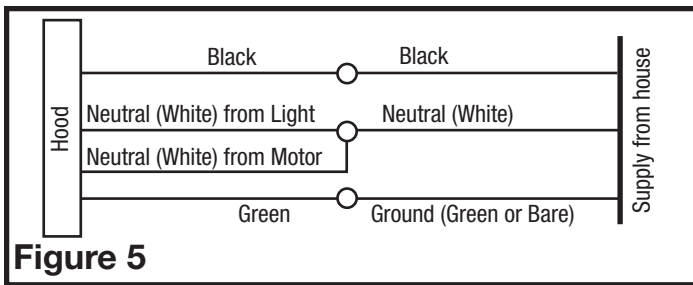 Hood
Black
Black
Neutral (White) from Light
Neutral (White)
Neutral (White) from Motor
Green
Ground (Green or Bare)
Supply from house
Figure 5